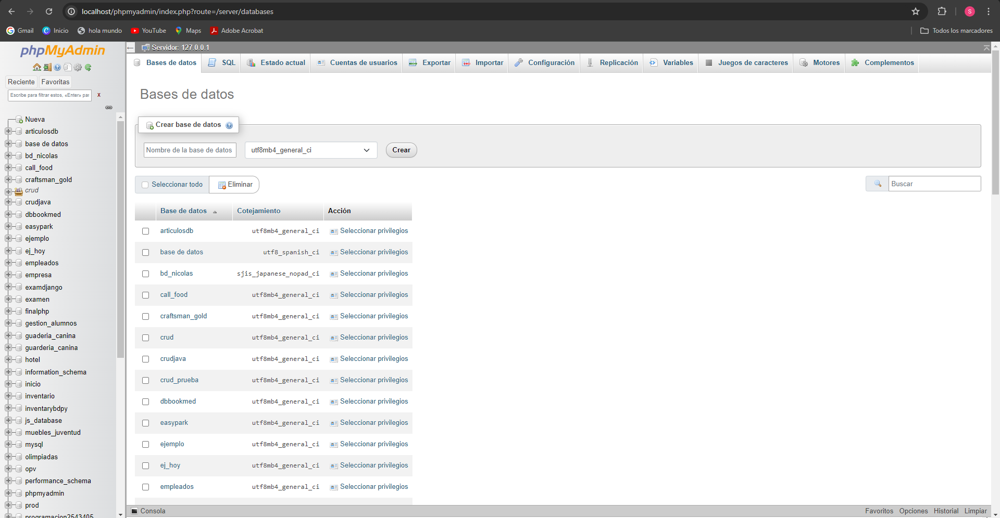 localhost/phpmyadmin/index.php?route=/server/databases
S
Gmail Inicio hola mundo YouTube Maps Adobe Acrobat Todos los marcadores
phpMyAdmin
Reciente Favoritas
Escribe para filtrar estos, «Enter» par X
Nueva
articulosdb
base de datos
bd_nicolas
call_food
craftsman_gold
crud
crudjava
dbbookmed
easypark
ejemplo
ej_hoy
empleados
empresa
examdjango
examen
finalphp
gestion_alumnos
guaderia_canina
guarderia_canina
hotel
information_schema
inicio
inventario
inventarybdpy
js_database
muebles_juventud
mysql
olimpiadas
opv
performance_schema
phpmyadmin
prod
programacion2543405
Servidor: 127.0.0.1
Bases de datos SQL Estado actual Cuentas de usuarios Exportar Importar Configuración Replicación Variables Juegos de caracteres Motores Complementos
Bases de datos
Crear base de datos
Nombre de la base de datos utf8mb4_general_ci Crear
Seleccionar todo Eliminar Buscar
Base de datos Cotejamiento Acción
articulosdb utf8mb4_general_ci Seleccionar privilegios
base de datos utf8_spanish_ci Seleccionar privilegios
bd_nicolas sjis_japanese_nopad_ci Seleccionar privilegios
call_food utf8mb4_general_ci Seleccionar privilegios
craftsman_gold utf8mb4_general_ci Seleccionar privilegios
crud utf8mb4_general_ci Seleccionar privilegios
crudjava utf8mb4_general_ci Seleccionar privilegios
crud_prueba utf8mb4_general_ci Seleccionar privilegios
dbbookmed utf8mb4_general_ci Seleccionar privilegios
easypark utf8mb4_general_ci Seleccionar privilegios
ejemplo utf8mb4_general_ci Seleccionar privilegios
ej_hoy utf8mb4_general_ci Seleccionar privilegios
empleados utf8mb4_general_ci Seleccionar privilegios
Consola Favoritos Opciones Historial Limpiar